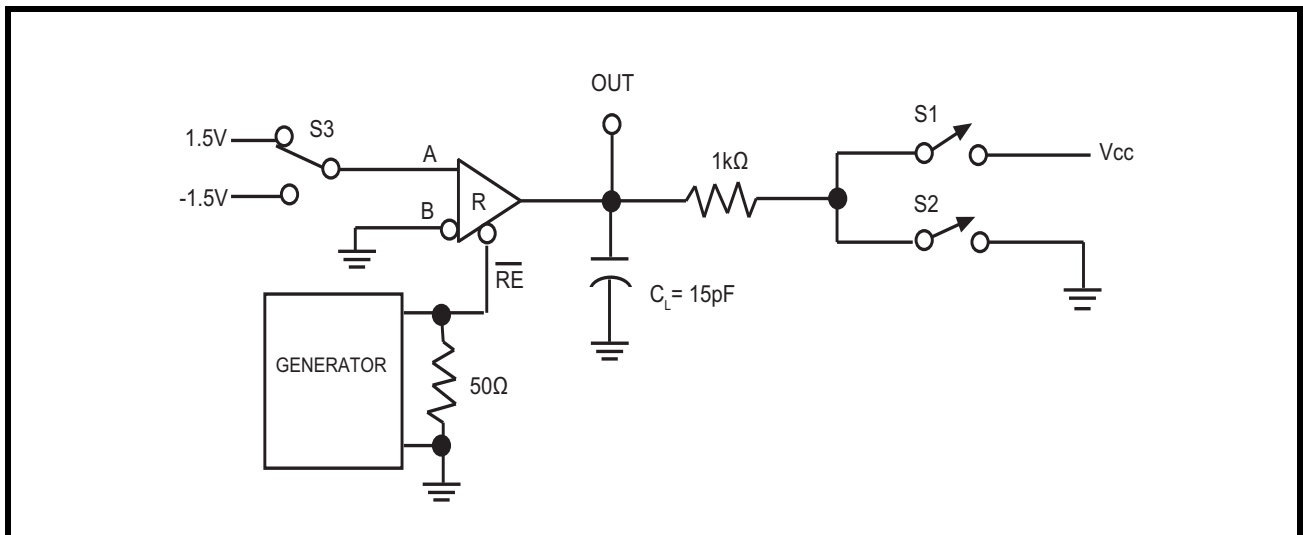 OUT
1.5V
S3
-1.5V
A
B
R
RE
1kΩ
S1
Vcc
S2
C_L= 15pF
GENERATOR
50Ω